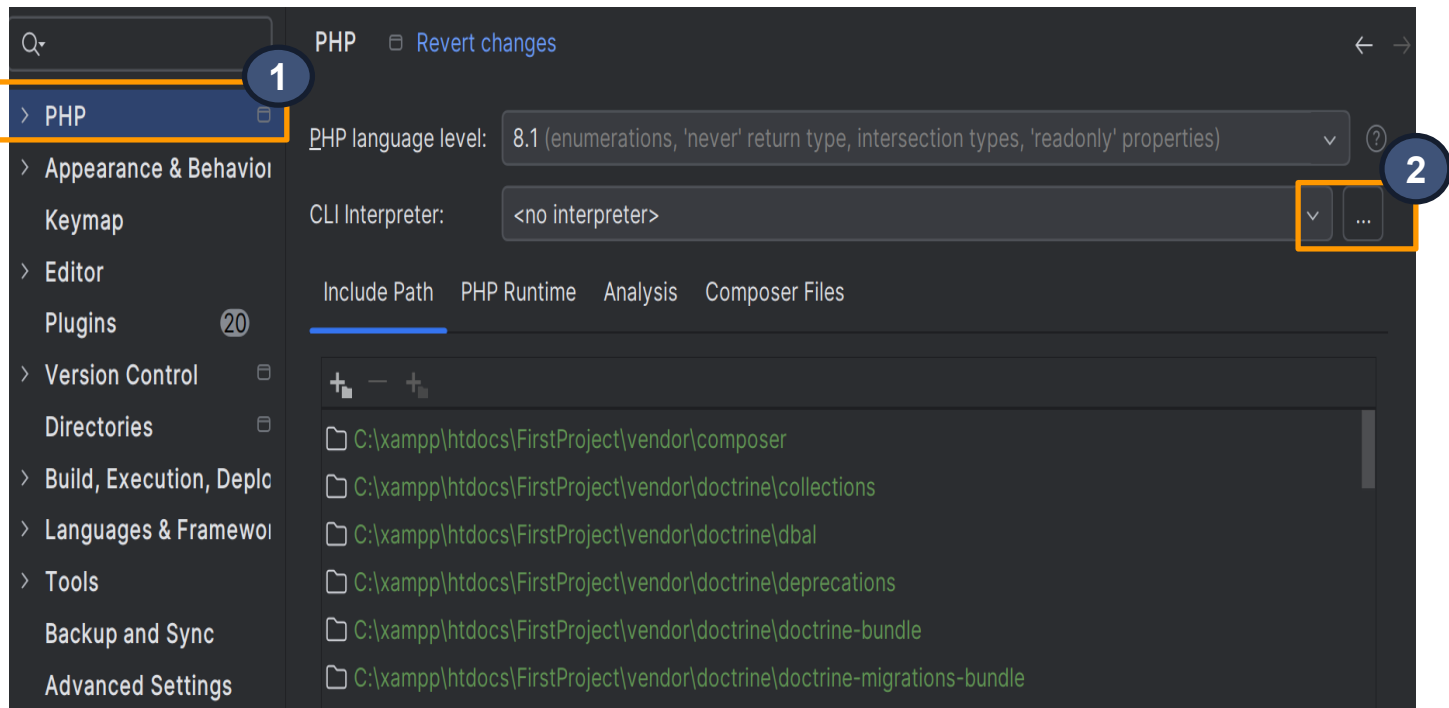 PHP Revert changes
1
PHP
Appearance & Behavior
Keymap
Editor
Plugins 20
Version Control
Directories
Build, Execution, Deplo
Languages & Framewor
Tools
Backup and Sync
Advanced Settings
PHP language level: 8.1 (enumerations, 'never' return type, intersection types, 'readonly' properties) ?
2
CLI Interpreter: <no interpreter> ...
Include Path PHP Runtime Analysis Composer Files
C:\xampp\htdocs\FirstProject\vendor\composer
C:\xampp\htdocs\FirstProject\vendor\doctrine\collections
C:\xampp\htdocs\FirstProject\vendor\doctrine\dbal
C:\xampp\htdocs\FirstProject\vendor\doctrine\deprecations
C:\xampp\htdocs\FirstProject\vendor\doctrine\doctrine-bundle
C:\xampp\htdocs\FirstProject\vendor\doctrine\doctrine-migrations-bundle